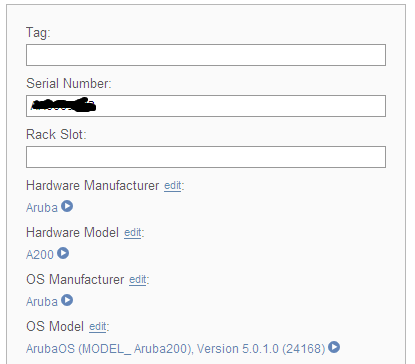 Tag:
Serial Number:
Rack Slot:
Hardware Manufacturer edit:
Aruba
Hardware Model edit:
A200
OS Manufacturer edit:
Aruba
OS Model edit:
ArubaOS (MODEL_ Aruba200), Version 5.0.1.0 (24168)